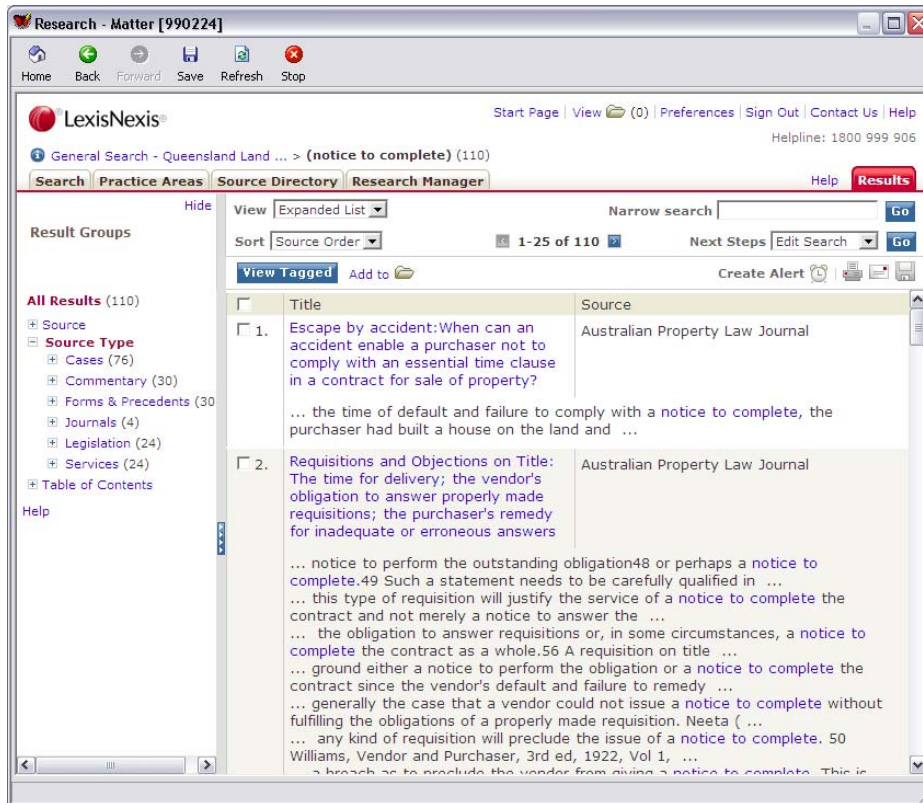 Research - Matter [990224]
Home Back Forward Save Refresh Stop
LexisNexis®
Start Page | View (0) | Preferences | Sign Out | Contact Us | Help
Helpline: 1800 999 906
General Search - Queensland Land ... > (notice to complete) (110)
Search Practice Areas Source Directory Research Manager Help Results
Hide
Result Groups
All Results (110)
Source
Source Type
Cases (76)
Commentary (30)
Forms & Precedents (30
Journals (4)
Legislation (24)
Services (24)
Table of Contents
Help
View Expanded List Narrow search Go
Sort Source Order 1-25 of 110 Next Steps Edit Search Go
View Tagged Add to Create Alert
Title Source
1. Escape by accident:When can an Australian Property Law Journal
accident enable a purchaser not to
comply with an essential time clause
in a contract for sale of property?
... the time of default and failure to comply with a notice to complete, the
purchaser had built a house on the land and ...
2. Requisitions and Objections on Title: Australian Property Law Journal
The time for delivery; the vendor's
obligation to answer properly made
requisitions; the purchaser's remedy
for inadequate or erroneous answers
... notice to perform the outstanding obligation48 or perhaps a notice to
complete.49 Such a statement needs to be carefully qualified in ...
... this type of requisition will justify the service of a notice to complete the
contract and not merely a notice to answer the ...
... the obligation to answer requisitions or, in some circumstances, a notice to
complete the contract as a whole.56 A requisition on title ...
... ground either a notice to perform the obligation or a notice to complete the
contract since the vendor's default and failure to remedy ...
... generally the case that a vendor could not issue a notice to complete without
fulfilling the obligations of a properly made requisition. Neeta ( ...
... any kind of requisition will preclude the issue of a notice to complete. 50
Williams, Vendor and Purchaser, 3rd ed, 1922, Vol 1, ...
... a breach as to preclude the vendor from giving a notice to complete. This is